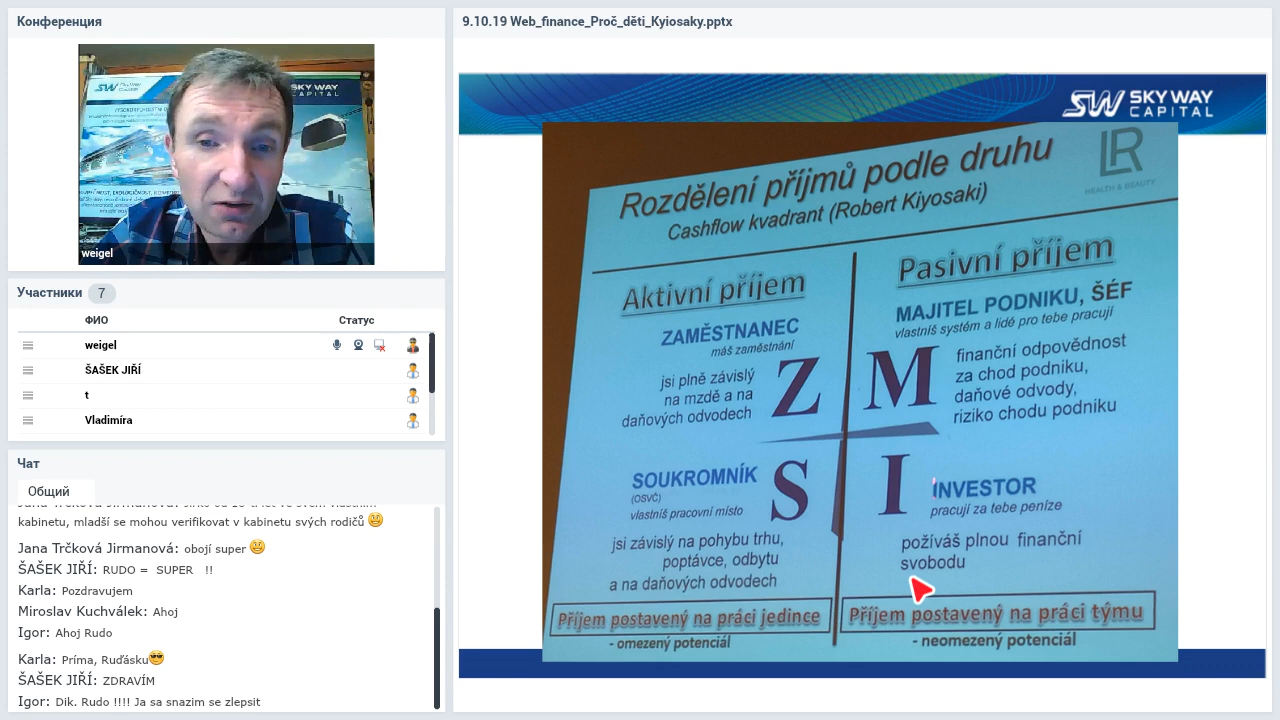 Конференция
SW
SKY WAY
CAPITAL
weigel
Участники 7
ФИО Статус
weigel
ŠAŠEK JIŘÍ
t
Vladimíra
Чат
Общий
kabinetu, mladší se mohou verifikovat v kabinetu svých rodičů
Jana Trčková Jirmanová: obojí super
ŠAŠEK JIŘÍ: RUDO = SUPER !!
Karla: Pozdravujem
Miroslav Kuchválek: Ahoj
Igor: Ahoj Rudo
Karla: Príma, Ruďásku
ŠAŠEK JIŘÍ: ZDRAVÍM
Igor: Dik. Rudo !!!! Ja sa snazim se zlepsit
9.10.19 Web_finance_Proč_děti_Kyiosaky.pptx
SW SKY WAY
CAPITAL
LR
HEALTH & BEAUTY
Rozdělení příjmů podle druhu
Cashflow kvadrant (Robert Kiyosaki)
Aktivní příjem
ZAMĚSTNANEC
máš zaměstnání
jsi plně závislý
na mzdě a na
daňových odvodech
Z
Pasivní příjem
MAJITEL PODNIKU, ŠÉF
vlastníš systém a lidé pro tebe pracují
M
finanční odpovědnost
za chod podniku,
daňové odvody,
riziko chodu podniku
SOUKROMNÍK
(OSVČ)
vlastníš pracovní místo
S
jsi závislý na pohybu trhu,
poptávce, odbytu
a na daňových odvodech
I
INVESTOR
pracují za tebe peníze
požíváš plnou finanční
svobodu
Příjem postavený na práci jedince
- omezený potenciál
Příjem postavený na práci týmu
- neomezený potenciál